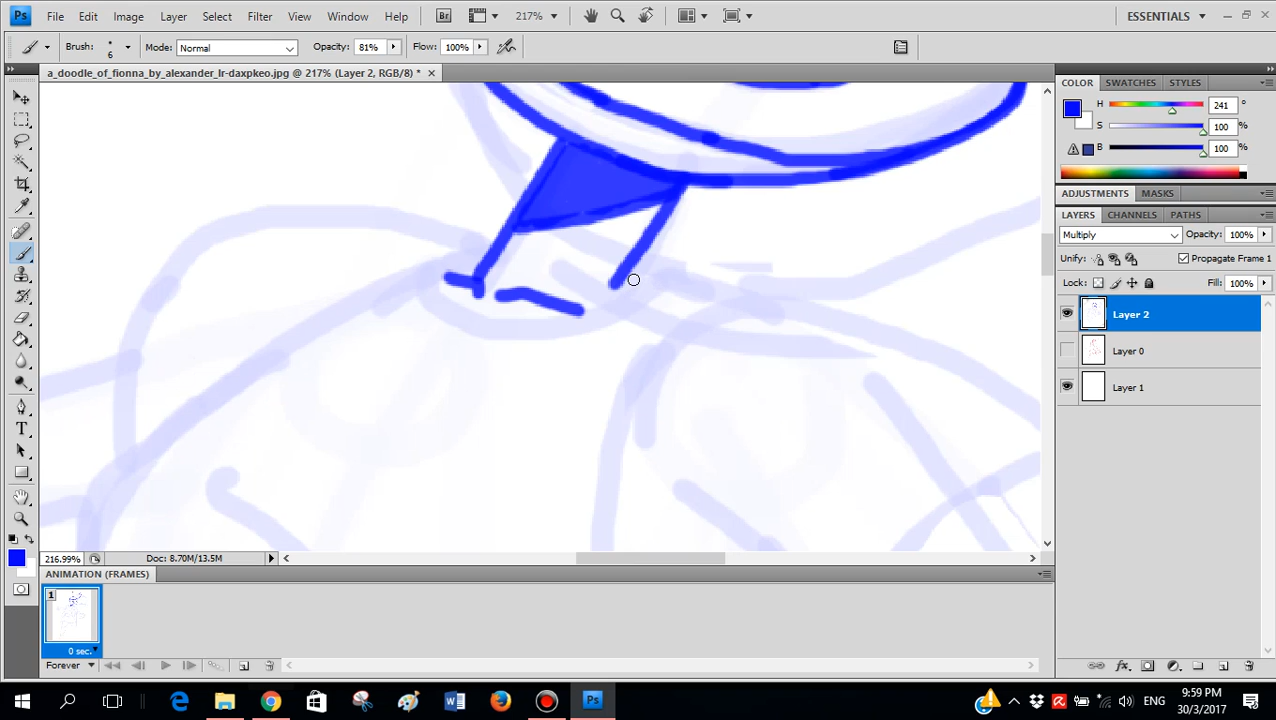 Ps File Edit Image Layer Select Filter View Window Help Br 217% ESSENTIALS
Brush: 6 Mode: Normal Opacity: 81% Flow: 100%
a_doodle_of_fionna_by_alexander_lr-daxpkeo.jpg @ 217% (Layer 2, RGB/8) *
COLOR SWATCHES STYLES
H 241 °
S 100 %
B 100 %
ADJUSTMENTS MASKS
LAYERS CHANNELS PATHS
Multiply Opacity: 100%
Unify: Propagate Frame 1
Lock: Fill: 100%
Layer 2
Layer 0
Layer 1
216.99% Doc: 8.70M/13.5M
ANIMATION (FRAMES)
1
0 sec.
Forever
Ps ENG 9:59 PM
30/3/2017